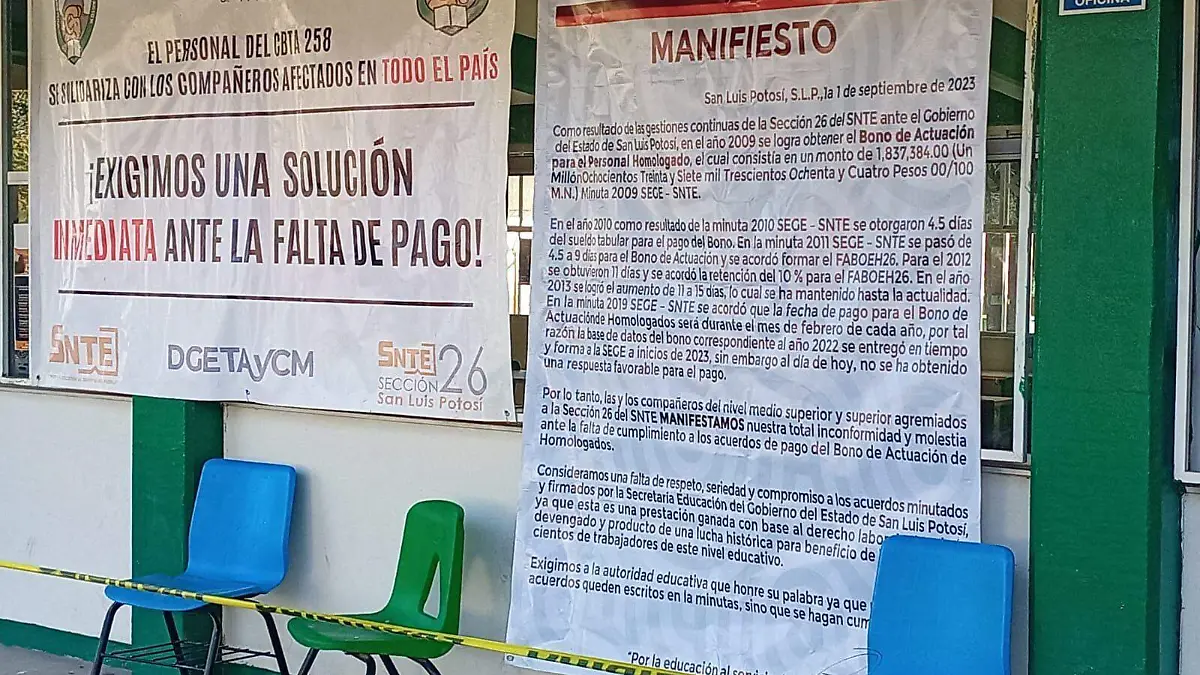 EL PERSONAL DEL CBTA 258
SI SILIDARIZA CON LOS COMPAÑEROS AFECTADOS EN TODO EL PAÍS
¡EXIGIMOS UNA SOLUCIÓN
INMEDIATA ANTE LA FALTA DE PAGO!
SNTE
DGETAYCM
SNTE 26
SECCIÓN
San Luis Potosí
OFICINA
MANIFIESTO
San Luis Potosí, S.L.P.,la 1 de septiembre de 2023
Como resultado de las gestiones continuas de la Sección 26 del SNTE ante el Gobierno
del Estado de San Luis Potosí, en el año 2009 se logra obtener el Bono de Actuación
para el Personal Homologado, el cual consistía en un monto de 1,837,384.00 (Un
Millón Ochocientos Treinta y Siete mil Trescientos Ochenta y Cuatro Pesos 00/100
M.N.) Minuta 2009 SEGE - SNTE.
En el año 2010 como resultado de la minuta 2010 SEGE - SNTE se otorgaron 4.5 días
del sueldo tabular para el pago del Bono. En la minuta 2011 SEGE - SNTE se pasó de
4.5 a 9 dias para el Bono de Actuación y se acordó formar el FABOEH26. Para el 2012
se obtuvieron 11 días y se acordó la retención del 10 % para el FABOEH26. En el año
2013 se logró el aumento de 11 a 15 días, lo cual se ha mantenido hasta la actualidad.
En la minuta 2019 SEGE - SNTE se acordó que la fecha de pago para el Bono de
Actuaciónde Homologados será durante el mes de febrero de cada año, por tal
razón la base de datos del bono correspondiente al año 2022 se entregó en tiempo
y forma a la SEGE a inicios de 2023, sin embargo al día de hoy, no se ha obtenido
una respuesta favorable para el pago.
Por lo tanto, las y los compañeros del nivel medio superior y superior agremiados
a la Sección 26 del SNTE MANIFESTAMOS nuestra total inconformidad y molestia
ante la falta de cumplimiento a los acuerdos de pago del Bono de Actuación de
Homologados.
Consideramos una falta de respeto, seriedad y compromiso a los acuerdos minutados
y firmados por la Secretaria Educación del Gobierno del Estado de San Luis Potosí,
ya que esta es una prestación ganada con base al derecho
devengado y producto de una lucha histórica para beneficio de
cientos de trabajadores de este nivel educativo.
Exigimos a la autoridad educativa que honre su palabra ya que
acuerdos queden escritos en la minutas, sino que se hagan
"Por la educación al